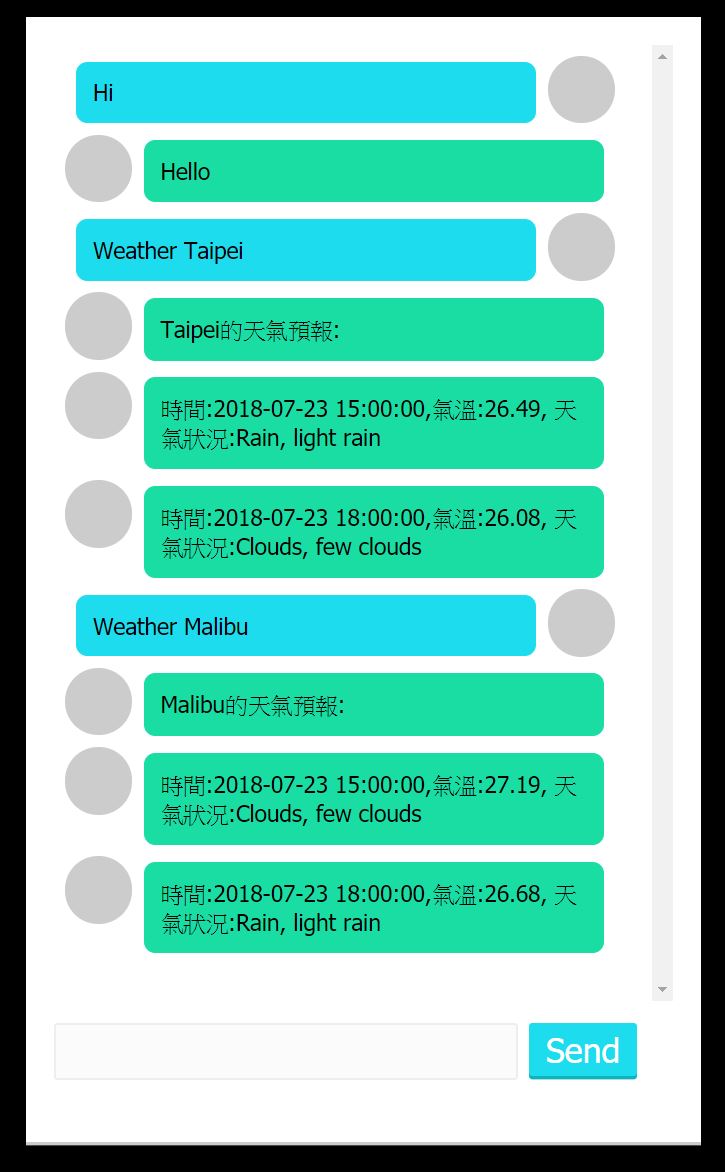 Hi
Hello
Weather Taipei
Taipei的天氣預報:
時間:2018-07-23 15:00:00,氣溫:26.49, 天
氣狀況:Rain, light rain
時間:2018-07-23 18:00:00,氣溫:26.08, 天
氣狀況:Clouds, few clouds
Weather Malibu
Malibu的天氣預報:
時間:2018-07-23 15:00:00,氣溫:27.19, 天
氣狀況:Clouds, few clouds
時間:2018-07-23 18:00:00,氣溫:26.68, 天
氣狀況:Rain, light rain
Send